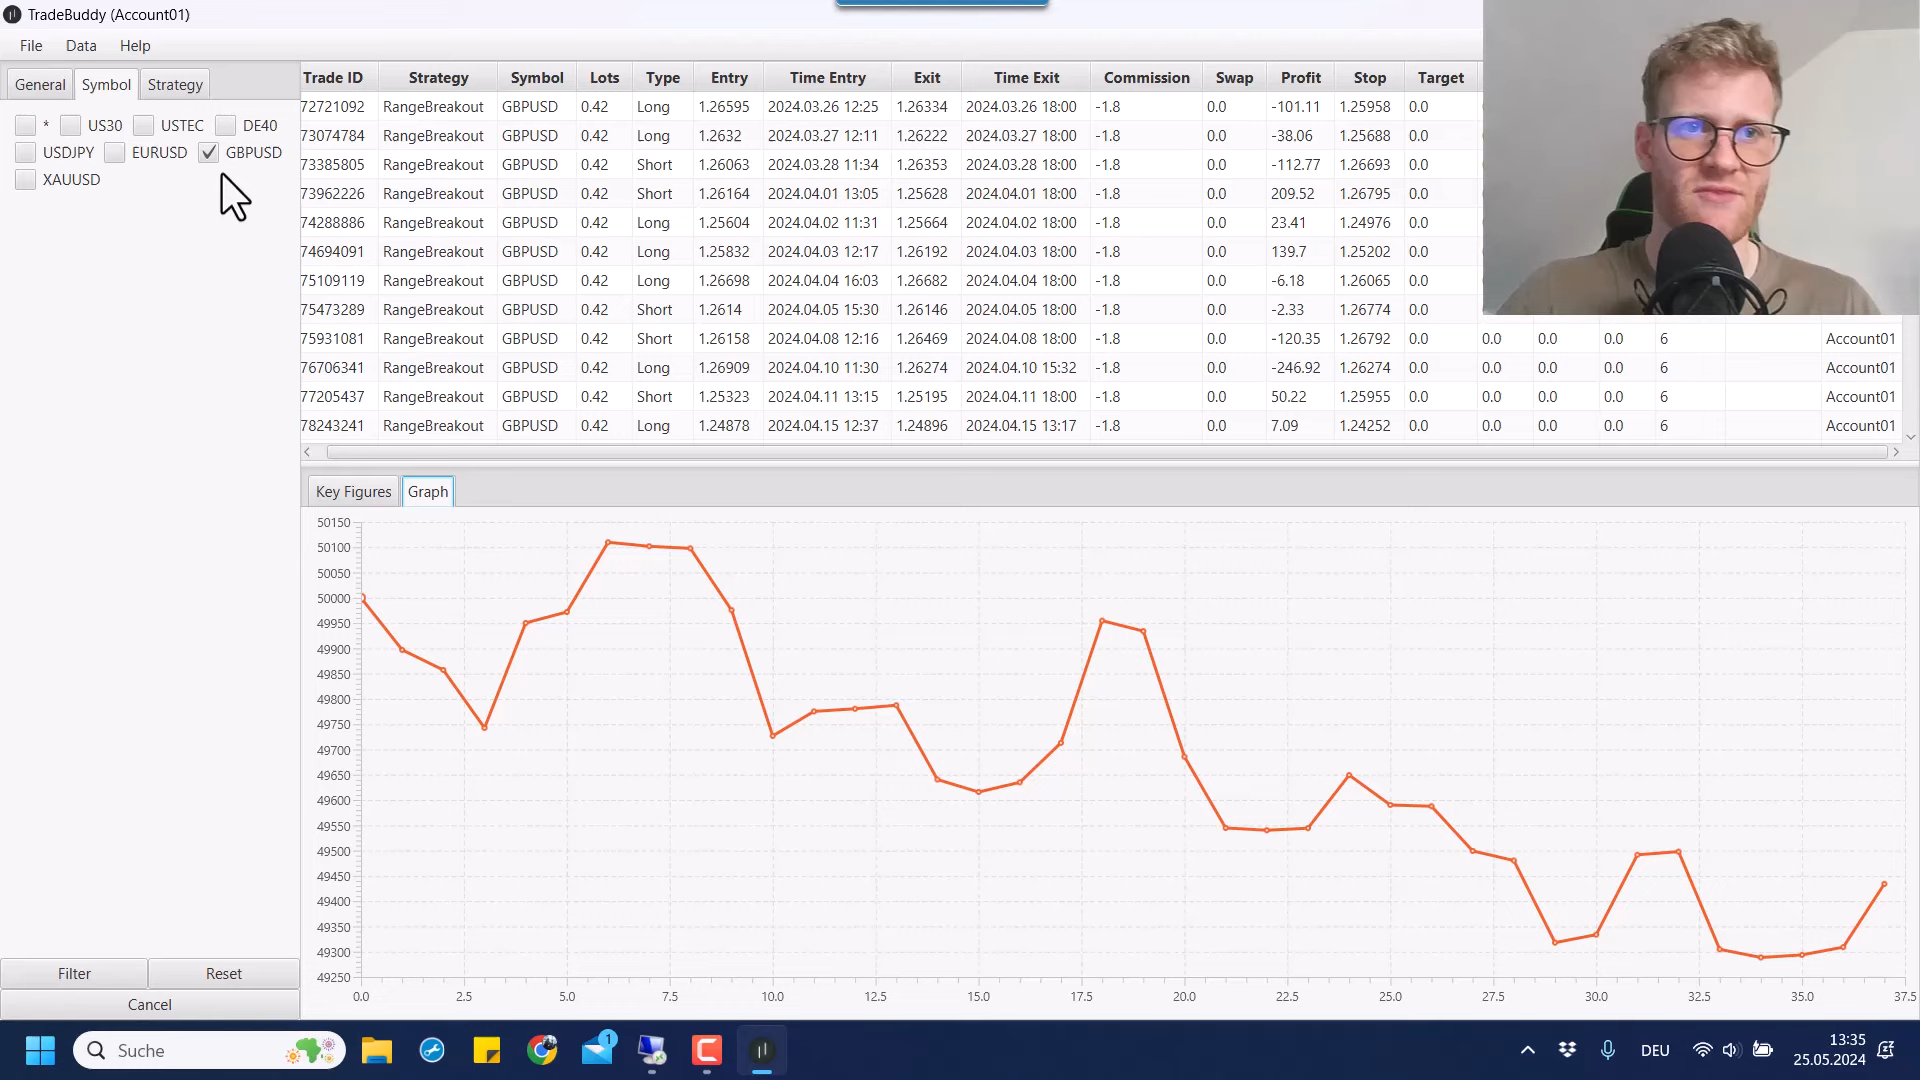 TradeBuddy (Account01)
File Data Help
General Symbol Strategy
* US30 USTEC DE40
USDJPY EURUSD GBPUSD
XAUUSD
Trade ID Strategy Symbol Lots Type Entry Time Entry Exit Time Exit Commission Swap Profit Stop Target
72721092 RangeBreakout GBPUSD 0.42 Long 1.26595 2024.03.26 12:25 1.26334 2024.03.26 18:00 -1.8 0.0 -101.11 1.25958 0.0
73074784 RangeBreakout GBPUSD 0.42 Long 1.2632 2024.03.27 12:11 1.26222 2024.03.27 18:00 -1.8 0.0 -38.06 1.25688 0.0
73385805 RangeBreakout GBPUSD 0.42 Short 1.26063 2024.03.28 11:34 1.26353 2024.03.28 18:00 -1.8 0.0 -112.77 1.26693 0.0
73962226 RangeBreakout GBPUSD 0.42 Short 1.26164 2024.04.01 13:05 1.25628 2024.04.01 18:00 -1.8 0.0 209.52 1.26795 0.0
74288886 RangeBreakout GBPUSD 0.42 Long 1.25604 2024.04.02 11:31 1.25664 2024.04.02 18:00 -1.8 0.0 23.41 1.24976 0.0
74694091 RangeBreakout GBPUSD 0.42 Long 1.25832 2024.04.03 12:17 1.26192 2024.04.03 18:00 -1.8 0.0 139.7 1.25202 0.0
75109119 RangeBreakout GBPUSD 0.42 Long 1.26698 2024.04.04 16:03 1.26682 2024.04.04 18:00 -1.8 0.0 -6.18 1.26065 0.0
75473289 RangeBreakout GBPUSD 0.42 Short 1.2614 2024.04.05 15:30 1.26146 2024.04.05 18:00 -1.8 0.0 -2.33 1.26774 0.0
75931081 RangeBreakout GBPUSD 0.42 Short 1.26158 2024.04.08 12:16 1.26469 2024.04.08 18:00 -1.8 0.0 -120.35 1.26792 0.0 0.0 0.0 0.0 6 Account01
76706341 RangeBreakout GBPUSD 0.42 Long 1.26909 2024.04.10 11:30 1.26274 2024.04.10 15:32 -1.8 0.0 -246.92 1.26274 0.0 0.0 0.0 0.0 6 Account01
77205437 RangeBreakout GBPUSD 0.42 Short 1.25323 2024.04.11 13:15 1.25195 2024.04.11 18:00 -1.8 0.0 50.22 1.25955 0.0 0.0 0.0 0.0 6 Account01
78243241 RangeBreakout GBPUSD 0.42 Long 1.24878 2024.04.15 12:37 1.24896 2024.04.15 13:17 -1.8 0.0 7.09 1.24252 0.0 0.0 0.0 0.0 6 Account01
Key Figures Graph
50150
50100
50050
50000
49950
49900
49850
49800
49750
49700
49650
49600
49550
49500
49450
49400
49350
49300
49250
0.0 2.5 5.0 7.5 10.0 12.5 15.0 17.5 20.0 22.5 25.0 27.5 30.0 32.5 35.0 37.5
Filter Reset
Cancel
Suche
1
DEU
13:35
25.05.2024